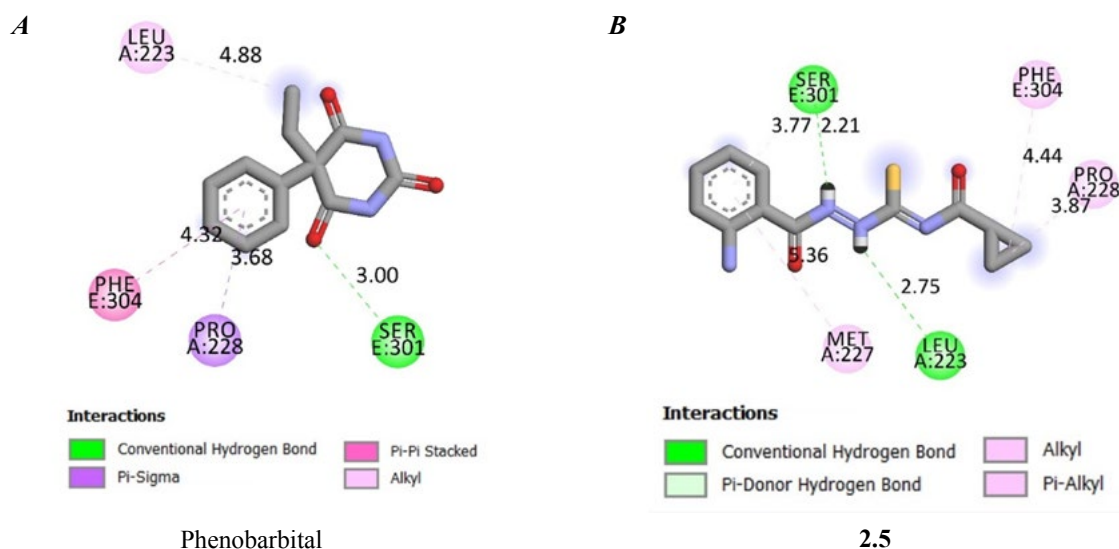 A
B
LEU
A:223
4.88
4.32
3.68
3.00
PHE
E:304
PRO
A:228
SER
E:301
Interactions
Conventional Hydrogen Bond
Pi-Sigma
Pi-Pi Stacked
Alkyl
Phenobarbital
SER
E:301
3.77 2.21
PHE
E:304
4.44
PRO
A:228
3.87
5.36
2.75
MET
A:227
LEU
A:223
Interactions
Conventional Hydrogen Bond
Pi-Donor Hydrogen Bond
Alkyl
Pi-Alkyl
2.5